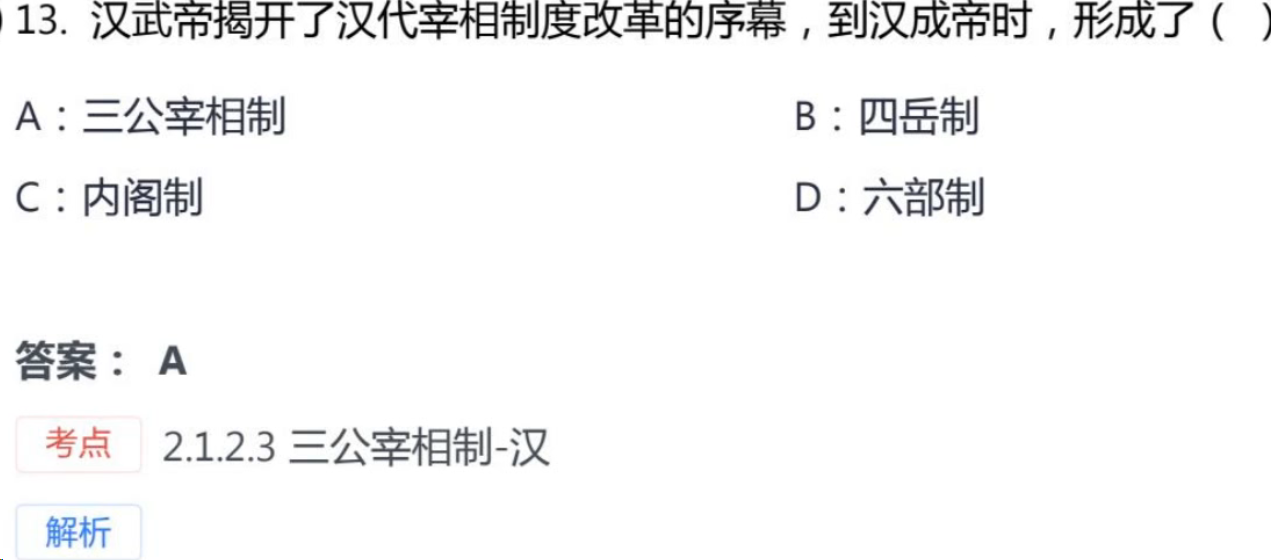 13. 汉武帝揭开了汉代宰相制度改革的序幕，到汉成帝时，形成了（ ）
A：三公宰相制
B：四岳制
C：内阁制
D：六部制
答案： A
考点 2.1.2.3 三公宰相制-汉
解析